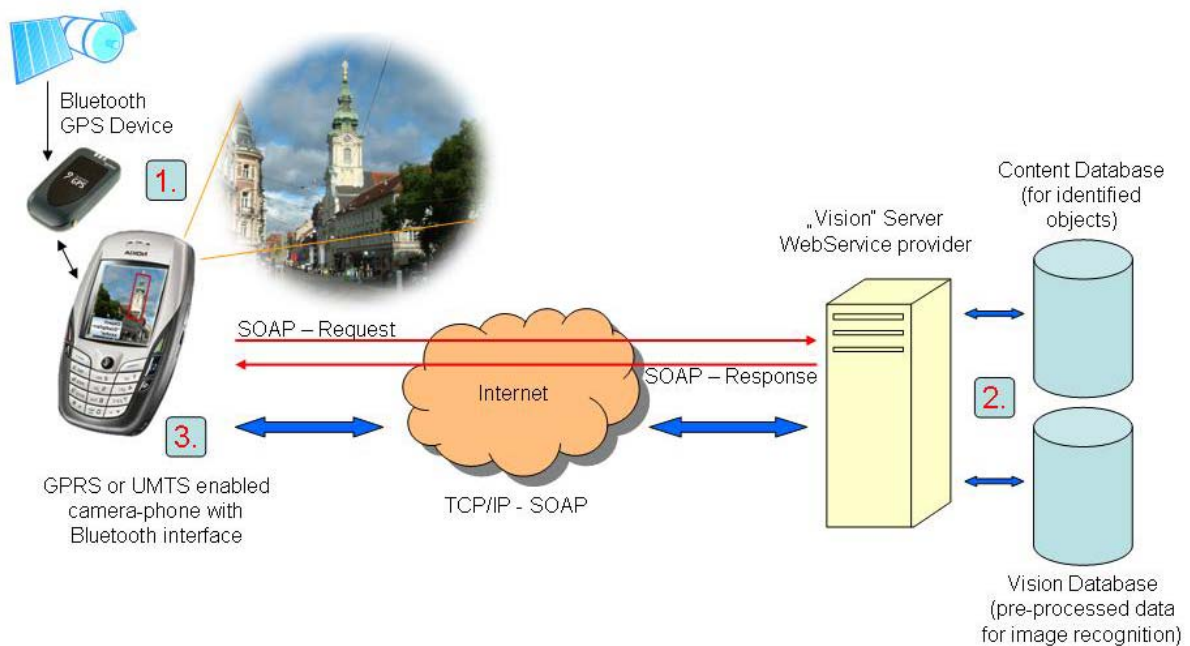 Bluetooth
GPS Device
1.
GPS
NOKIA
SOAP – Request
SOAP – Response
Internet
TCP/IP - SOAP
3.
GPRS or UMTS enabled
camera-phone with
Bluetooth interface
„Vision” Server
WebService provider
2.
Content Database
(for identified
objects)
Vision Database
(pre-processed data
for image recognition)